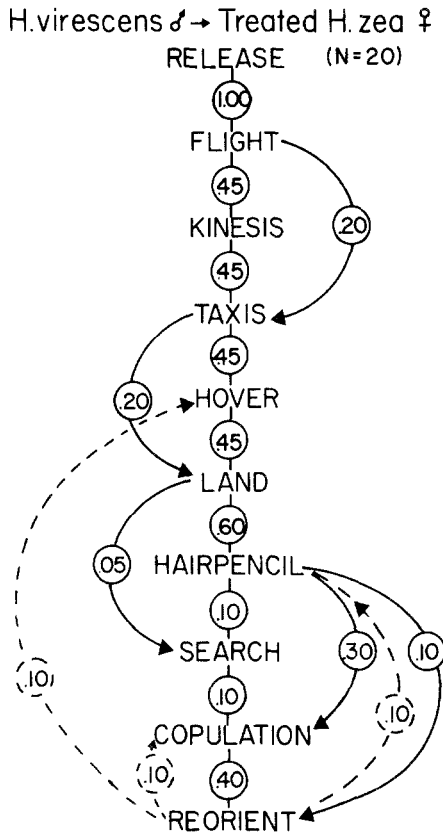 H.virescens ♂ → Treated H. zea ♀
RELEASE (N=20)
1.00
FLIGHT
.45
KINESIS
.20
.45
TAXIS
.45
.20
HOVER
.45
LAND
.60
.05
HAIRPENCIL
.10
SEARCH
.30
.10
.10
.10
.10
COPULATION
.10
.40
REORIENT